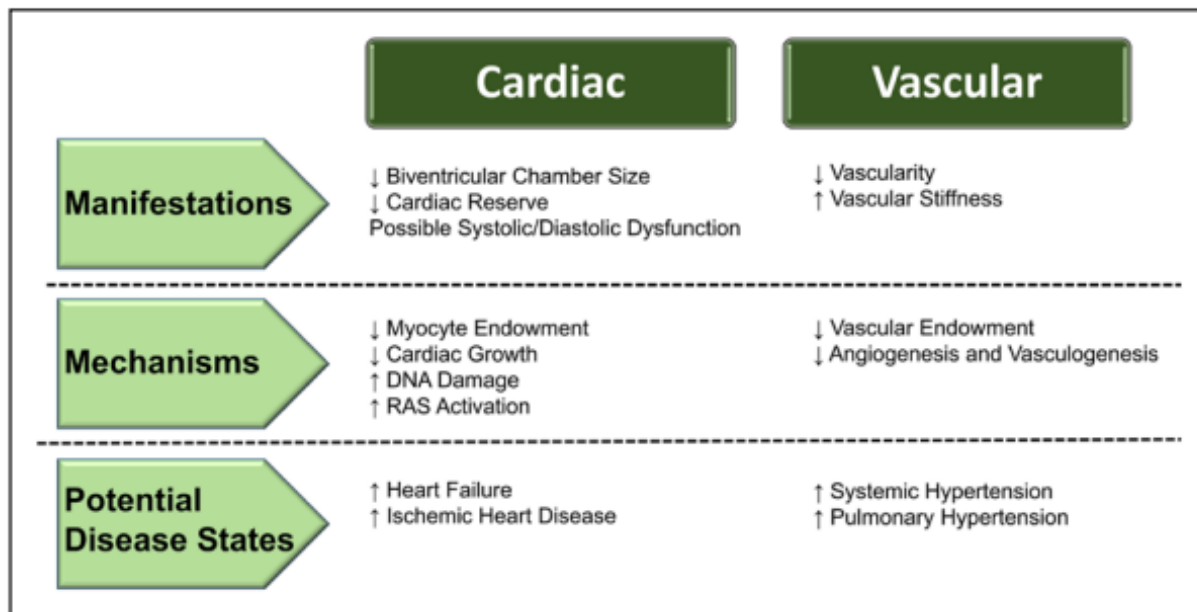 Cardiac
Vascular
Manifestations
↓ Biventricular Chamber Size
↓ Cardiac Reserve
Possible Systolic/Diastolic Dysfunction
↓ Vascularity
↑ Vascular Stiffness
Mechanisms
↓ Myocyte Endowment
↓ Cardiac Growth
↑ DNA Damage
↑ RAS Activation
↓ Vascular Endowment
↓ Angiogenesis and Vasculogenesis
Potential
Disease States
↑ Heart Failure
↑ Ischemic Heart Disease
↑ Systemic Hypertension
↑ Pulmonary Hypertension